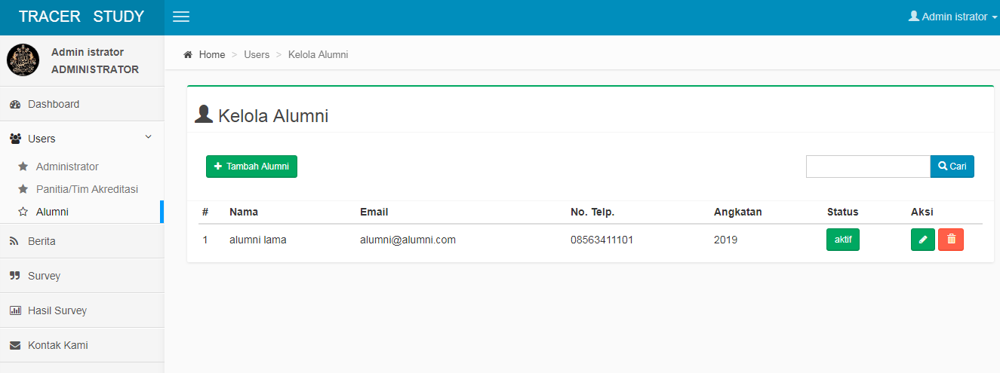 TRACER STUDY
Admin istrator
Admin istrator
ADMINISTRATOR
Home > Users > Kelola Alumni
Dashboard
Users
Administrator
Panitia/Tim Akreditasi
Alumni
Berita
Survey
Hasil Survey
Kontak Kami
Kelola Alumni
+ Tambah Alumni
Cari
# Nama Email No. Telp. Angkatan Status Aksi
1 alumni lama alumni@alumni.com 08563411101 2019 aktif